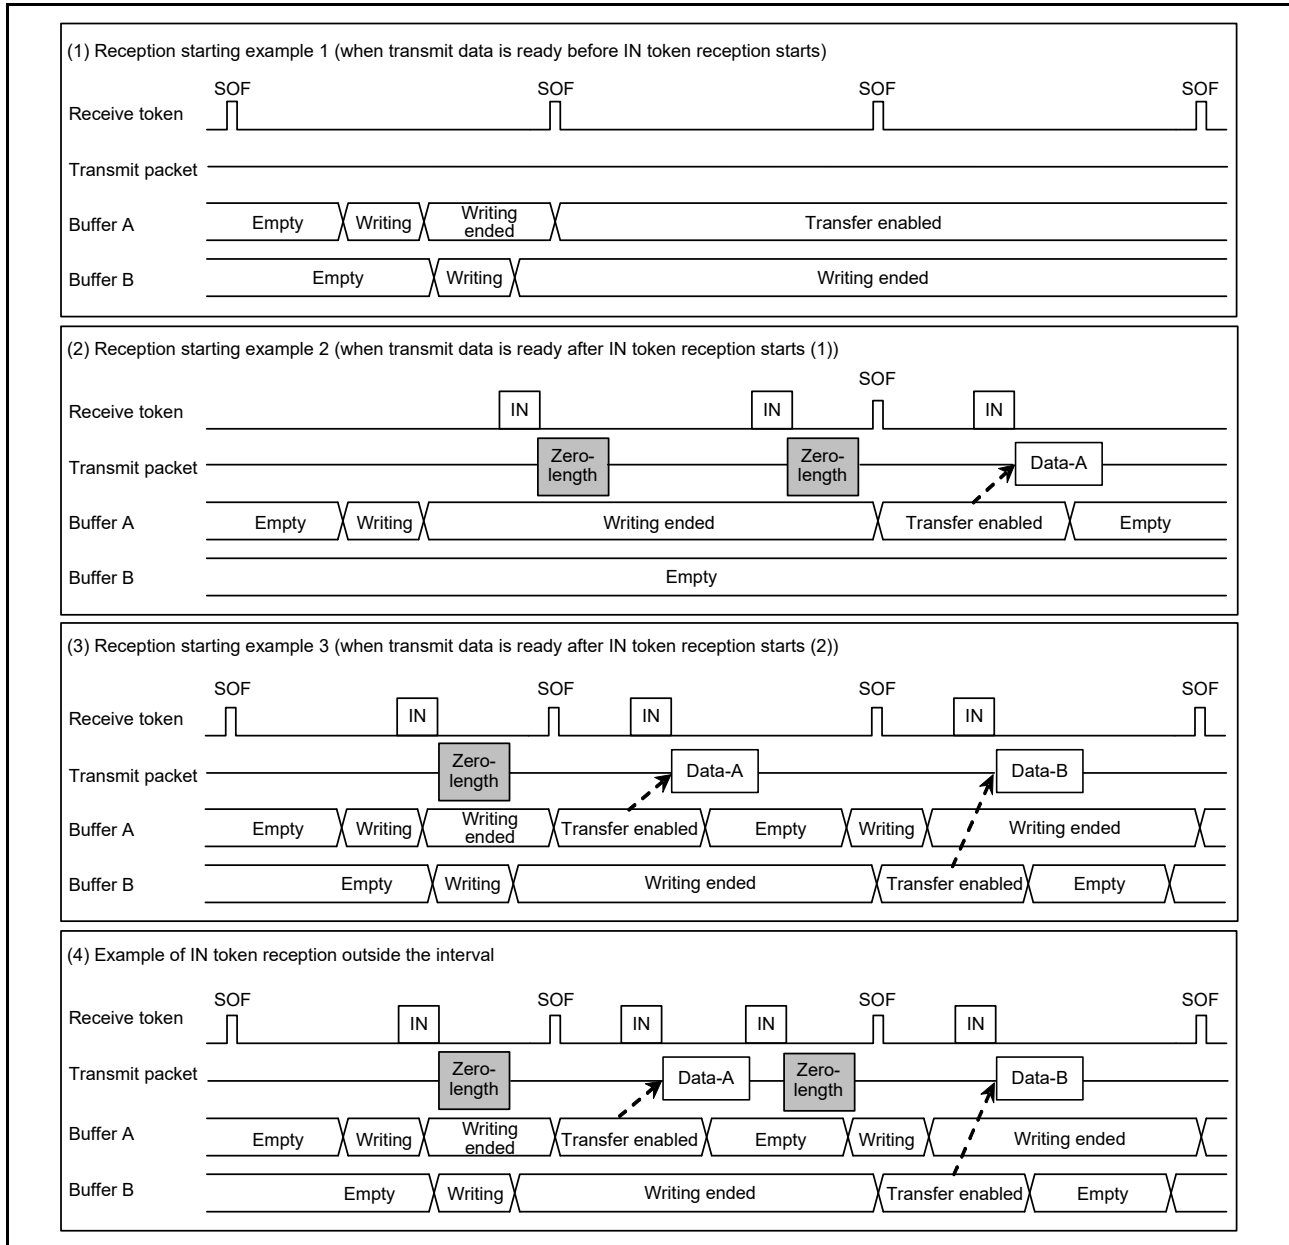 (1) Reception starting example 1 (when transmit data is ready before IN token reception starts)
SOF SOF SOF SOF
Receive token
Transmit packet
Buffer A Empty Writing Writing ended Transfer enabled
Buffer B Empty Writing Writing ended
(2) Reception starting example 2 (when transmit data is ready after IN token reception starts (1))
SOF
Receive token IN IN IN
Transmit packet Zero-length Zero-length Data-A
Buffer A Empty Writing Writing ended Transfer enabled Empty
Buffer B Empty
(3) Reception starting example 3 (when transmit data is ready after IN token reception starts (2))
SOF SOF SOF SOF
Receive token IN IN IN
Transmit packet Zero-length Data-A Data-B
Buffer A Empty Writing Writing ended Transfer enabled Empty Writing Writing ended
Buffer B Empty Writing Writing ended Transfer enabled Empty
(4) Example of IN token reception outside the interval
SOF SOF SOF SOF
Receive token IN IN IN IN
Transmit packet Zero-length Data-A Zero-length Data-B
Buffer A Empty Writing Writing ended Transfer enabled Empty Writing Writing ended
Buffer B Empty Writing Writing ended Transfer enabled Empty